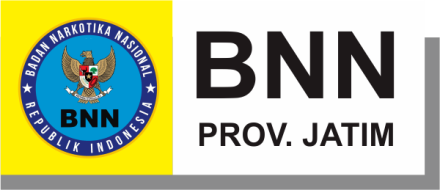 BADAN NARKOTIKA NASIONAL
BNN
REPUBLIK INDONESIA
BNN
PROV. JATIM